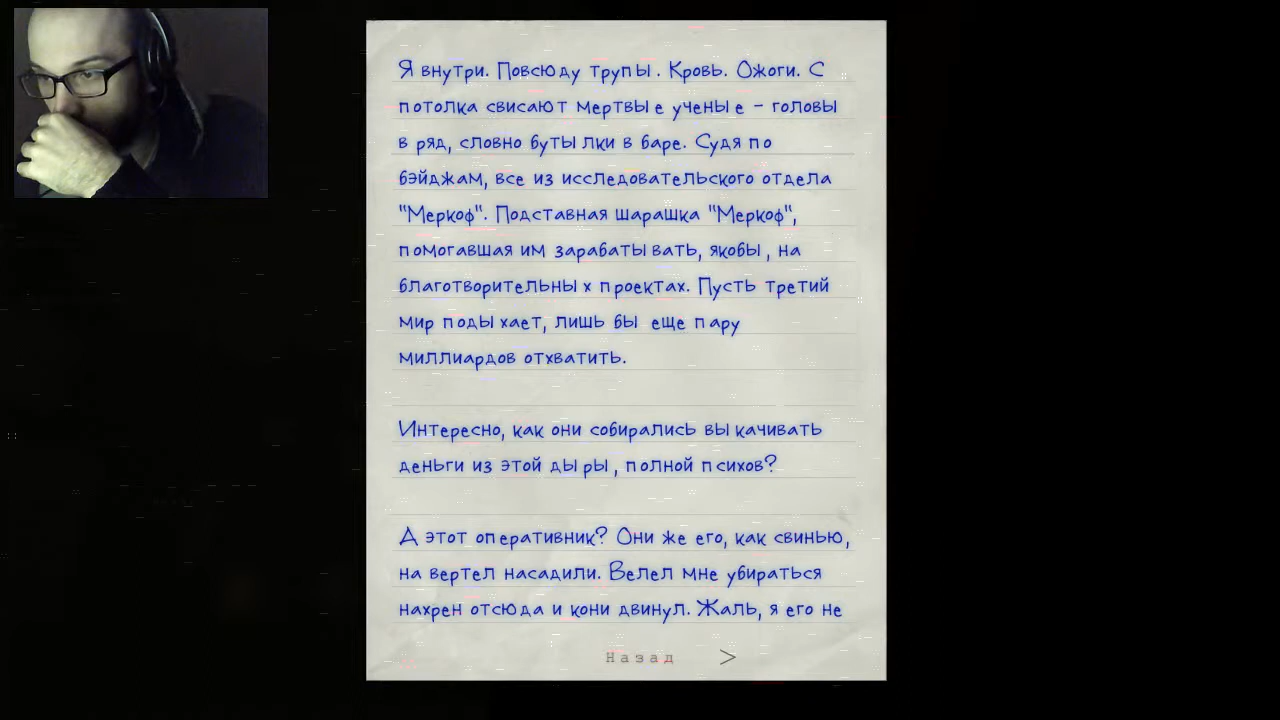 Я внутри. Повсюду трупы. Кровь. Ожоги. С
потолка свисают мертвые ученые - головы
в ряд, словно бутылки в баре. Судя по
бэйджам, все из исследовательского отдела
"Меркоф". Подставная шарашка "Меркоф",
помогавшая им зарабатывать, якобы, на
благотворительных проектах. Пусть третий
мир подыхает, лишь бы еще пару
миллиардов отхватить.
Интересно, как они собирались выкачивать
деньги из этой дыры, полной психов?
А этот оперативник? Они же его, как свинью,
на вертел насадили. Велел мне убираться
нахрен отсюда и кони двинул. Жаль, я его не
Назад >